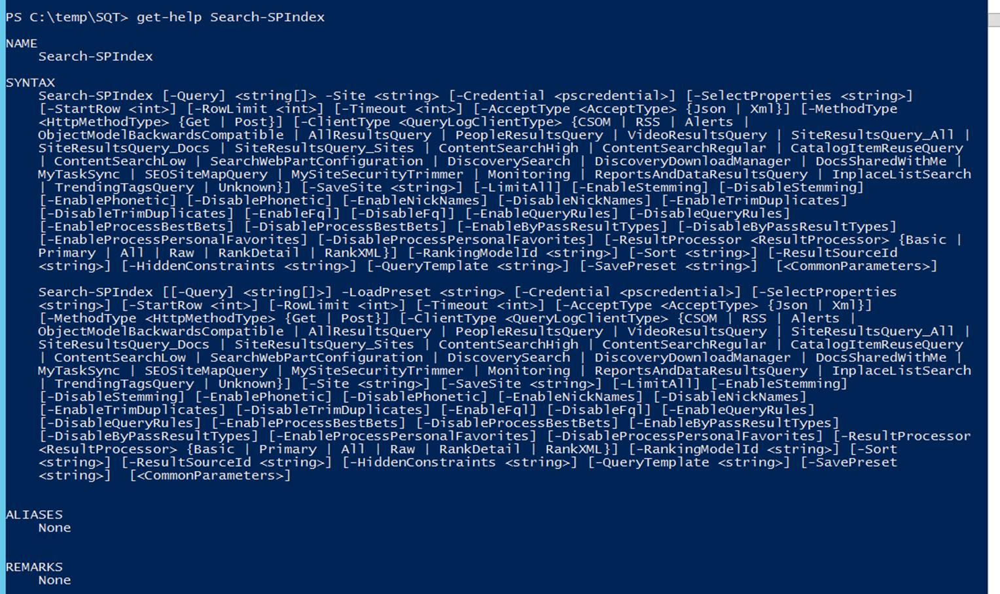 PS C:\temp\SQT> get-help Search-SPIndex
NAME
Search-SPIndex
SYNTAX
Search-SPIndex [-Query] <string[]> -Site <string> [-Credential <pscredential>] [-SelectProperties <string>]
[-StartRow <int>] [-RowLimit <int>] [-Timeout <int>] [-AcceptType <AcceptType> {Json | Xml}] [-MethodType
<HttpMethodType> {Get | Post}] [-ClientType <QueryLogClientType> {CSOM | RSS | Alerts |
ObjectModelBackwardsCompatible | AllResultsQuery | PeopleResultsQuery | VideoResultsQuery | SiteResultsQuery_All |
SiteResultsQuery_Docs | SiteResultsQuery_Sites | ContentSearchHigh | ContentSearchRegular | CatalogItemReuseQuery
| ContentSearchLow | SearchWebPartConfiguration | DiscoverySearch | DiscoveryDownloadManager | DocsSharedWithMe |
MyTaskSync | SEOSiteMapQuery | MySiteSecurityTrimmer | Monitoring | ReportsAndDataResultsQuery | InplaceListSearch
| TrendingTagsQuery | Unknown}] [-SaveSite <string>] [-LimitAll] [-EnableStemming] [-DisableStemming]
[-EnablePhonetic] [-DisablePhonetic] [-EnableNickNames] [-DisableNickNames] [-EnableTrimDuplicates]
[-DisableTrimDuplicates] [-EnableFql] [-DisableFql] [-EnableQueryRules] [-DisableQueryRules]
[-EnableProcessBestBets] [-DisableProcessBestBets] [-EnableByPassResultTypes] [-DisableByPassResultTypes]
[-EnableProcessPersonalFavorites] [-DisableProcessPersonalFavorites] [-ResultProcessor <ResultProcessor> {Basic |
Primary | All | Raw | RankDetail | RankXML}] [-RankingModelId <string>] [-Sort <string>] [-ResultSourceId
<string>] [-HiddenConstraints <string>] [-QueryTemplate <string>] [-SavePreset <string>]  [<CommonParameters>]
Search-SPIndex [[-Query] <string[]>] -LoadPreset <string> [-Credential <pscredential>] [-SelectProperties
<string>] [-StartRow <int>] [-RowLimit <int>] [-Timeout <int>] [-AcceptType <AcceptType> {Json | Xml}]
[-MethodType <HttpMethodType> {Get | Post}] [-ClientType <QueryLogClientType> {CSOM | RSS | Alerts |
ObjectModelBackwardsCompatible | AllResultsQuery | PeopleResultsQuery | VideoResultsQuery | SiteResultsQuery_All |
SiteResultsQuery_Docs | SiteResultsQuery_Sites | ContentSearchHigh | ContentSearchRegular | CatalogItemReuseQuery
| ContentSearchLow | SearchWebPartConfiguration | DiscoverySearch | DiscoveryDownloadManager | DocsSharedWithMe |
MyTaskSync | SEOSiteMapQuery | MySiteSecurityTrimmer | Monitoring | ReportsAndDataResultsQuery | InplaceListSearch
| TrendingTagsQuery | Unknown}] [-Site <string>] [-SaveSite <string>] [-LimitAll] [-EnableStemming]
[-DisableStemming] [-EnablePhonetic] [-DisablePhonetic] [-EnableNickNames] [-DisableNickNames]
[-EnableTrimDuplicates] [-DisableTrimDuplicates] [-EnableFql] [-DisableFql] [-EnableQueryRules]
[-DisableQueryRules] [-EnableProcessBestBets] [-DisableProcessBestBets] [-EnableByPassResultTypes]
[-DisableByPassResultTypes] [-EnableProcessPersonalFavorites] [-DisableProcessPersonalFavorites] [-ResultProcessor
<ResultProcessor> {Basic | Primary | All | Raw | RankDetail | RankXML}] [-RankingModelId <string>] [-Sort
<string>] [-ResultSourceId <string>] [-HiddenConstraints <string>] [-QueryTemplate <string>] [-SavePreset
<string>]  [<CommonParameters>]
ALIASES
None
REMARKS
None